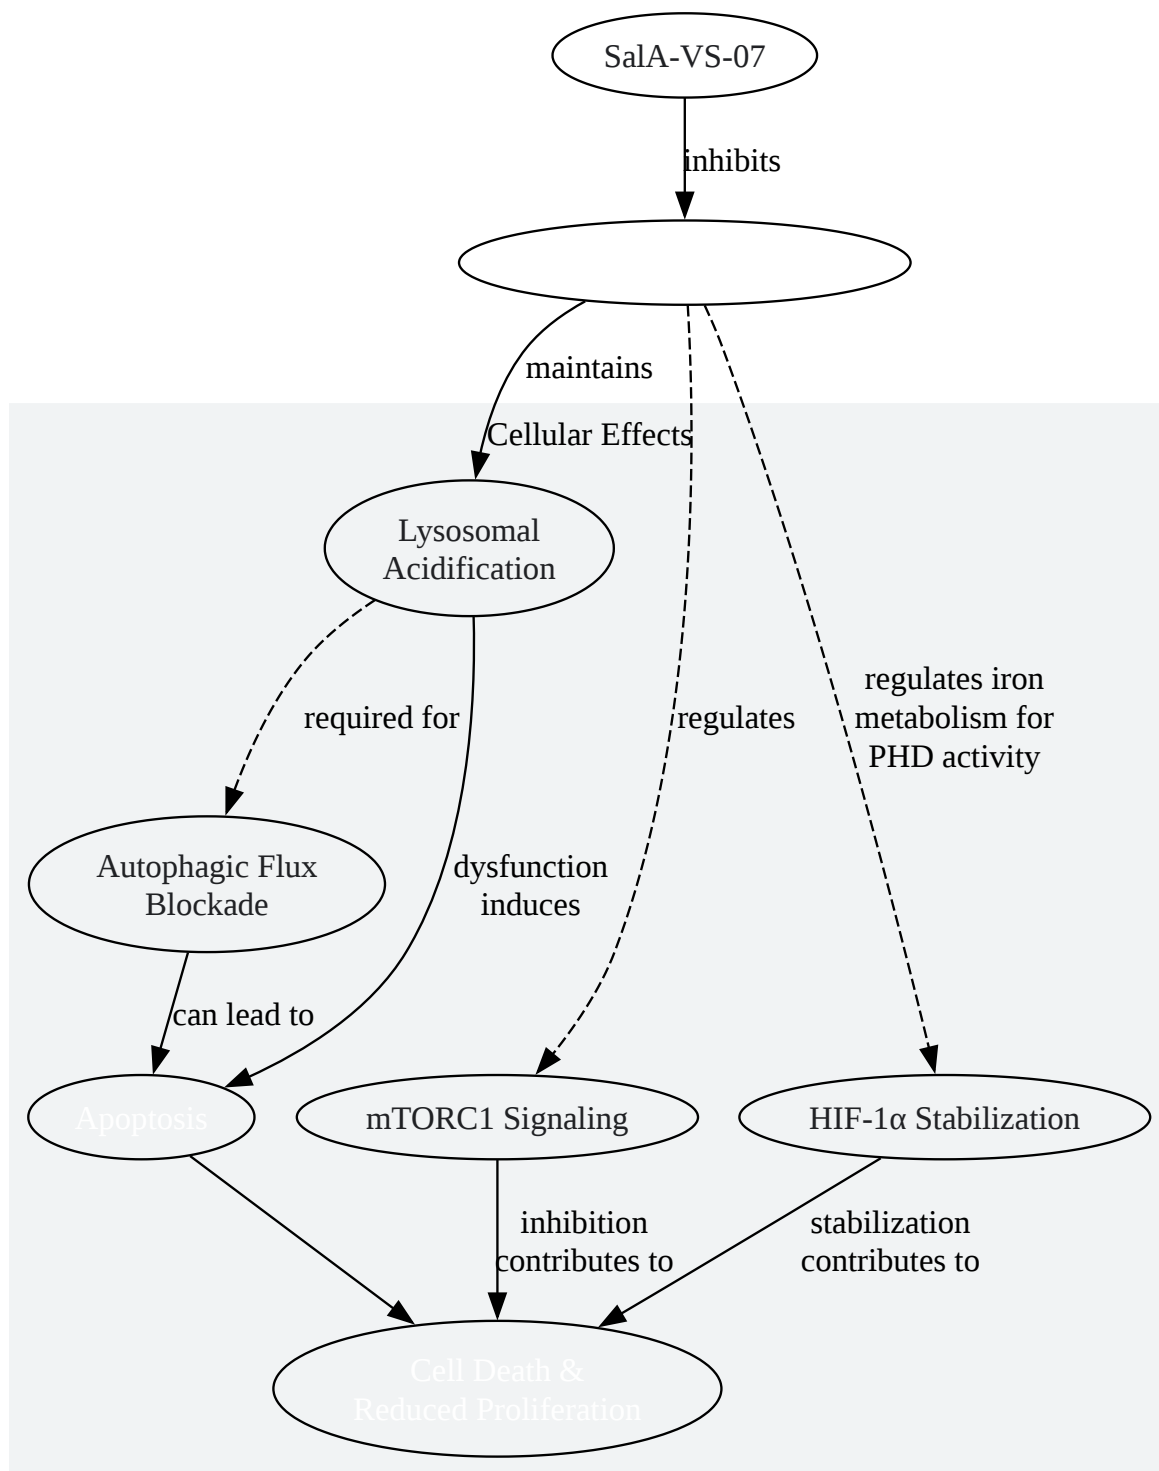 SalA-VS-07
inhibits
maintains
Cellular Effects
Lysosomal
Acidification
regulates iron
metabolism for
PHD activity
required for
regulates
Autophagic Flux
Blockade
dysfunction
induces
can lead to
Apoptosis
mTORC1 Signaling
HIF-1α Stabilization
inhibition
contributes to
stabilization
contributes to
Cell Death &
Reduced Proliferation